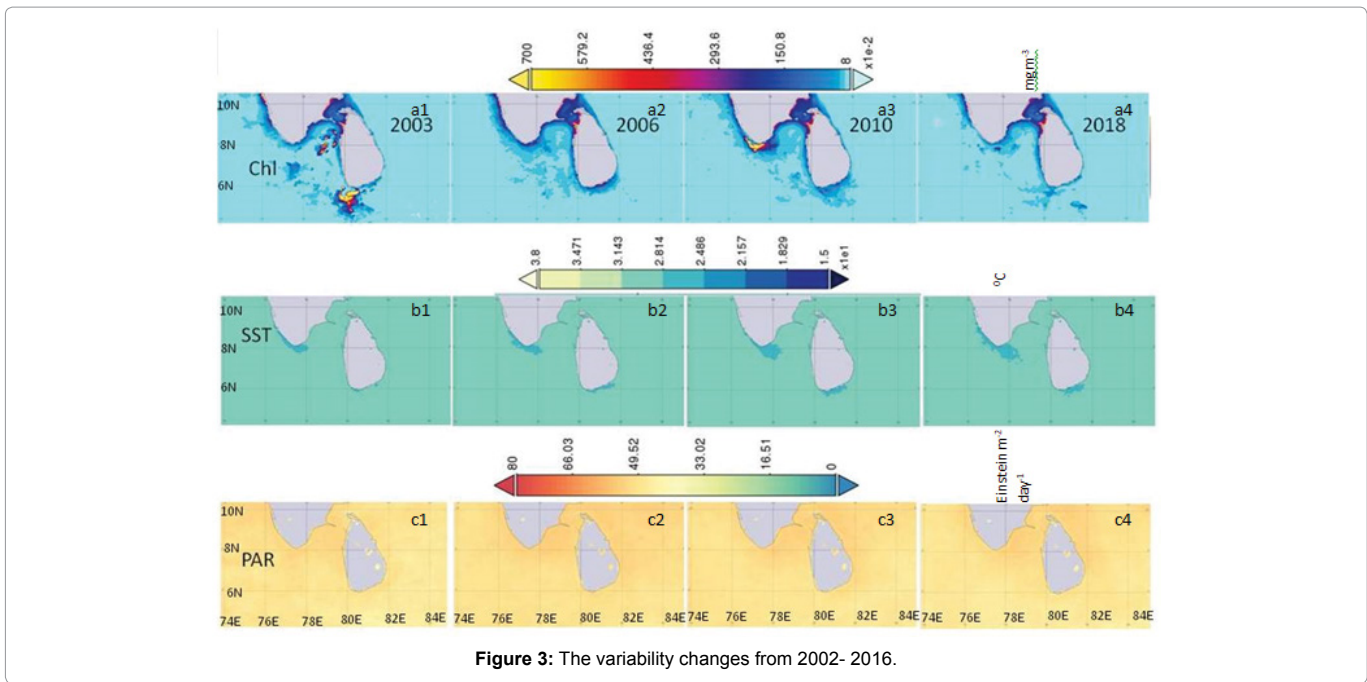 700 579.2 436.4 293.6 150.8 8 x1e-2
mgm-3
10N a1 a2 a3 a4
2003 2006 2010 2018
8N
Chl
6N
3.8 3.471 3.143 2.814 2.486 2.157 1.829 1.5 x1e1
ºC
10N b1 b2 b3 b4
SST
8N
6N
80 66.03 49.52 33.02 16.51 0
Einstein m-2
day-1
10N c1 c2 c3 c4
8N
PAR
6N
74E 76E 78E 80E 82E 84E 74E 76E 78E 80E 82E 84E 74E 76E 78E 80E 82E 84E 74E 76E 78E 80E 82E 84E
Figure 3: The variability changes from 2002- 2016.